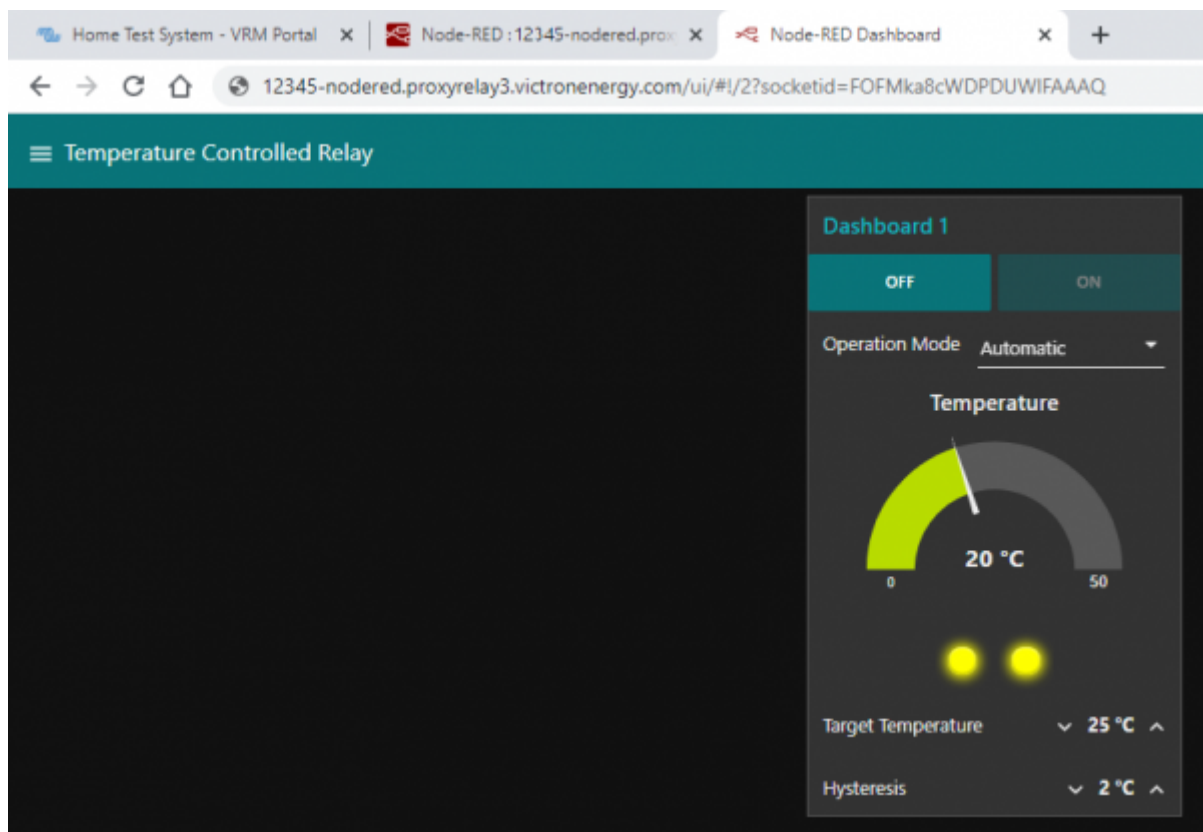 Home Test System - VRM Portal
Node-RED : 12345-nodered.prox
Node-RED Dashboard
12345-nodered.proxyrelay3.victronenergy.com/ui/#!/2?socketid=FOFMka8cWDPDUWIFAAAQ
Temperature Controlled Relay
Dashboard 1
OFF ON
Operation Mode Automatic
Temperature
20 °C
0 50
Target Temperature 25 °C
Hysteresis 2 °C